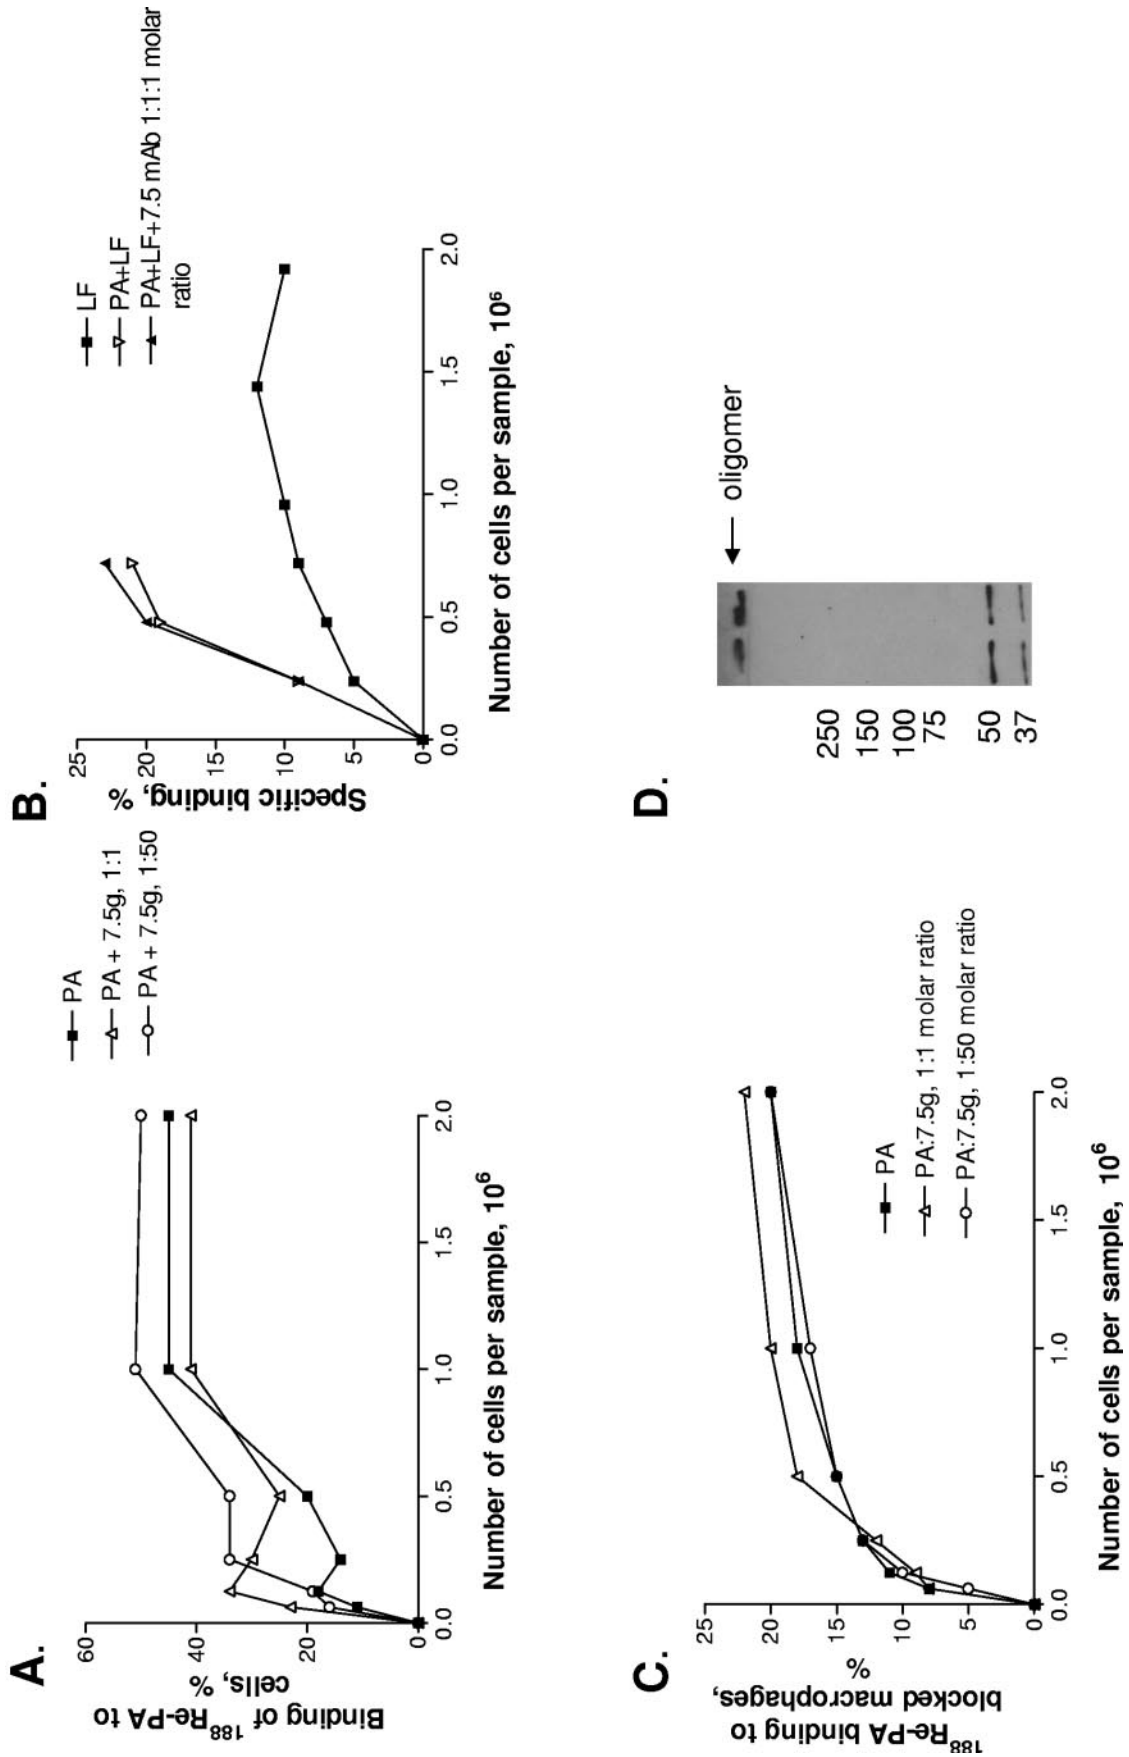 A.
PA
PA + 7.5g, 1:1
PA + 7.5g, 1:50
60
40
20
0
Binding of 188Re-PA to
cells, %
0.0
0.5
1.0
1.5
2.0
Number of cells per sample, 10⁶
B.
LF
PA+LF
PA+LF+7.5 mAb 1:1:1 molar
ratio
25
20
15
10
5
0
Specific binding, %
0.0
0.5
1.0
1.5
2.0
Number of cells per sample, 10⁶
C.
25
20
15
10
5
0
188Re-PA binding to
blocked macrophages,
%
PA
PA:7.5g, 1:1 molar ratio
PA:7.5g, 1:50 molar ratio
0.0
0.5
1.0
1.5
2.0
Number of cells per sample, 10⁶
D.
oligomer
250
150
100
75
50
37